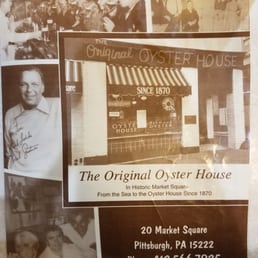 The
Original OYSTER HOUSE
SINCE 1870
OYSTER
HOUSE
The Original Oyster House
In Historic Market Square
From the Sea to the Oyster House Since 1870
20 Market Square
Pittsburgh, PA 15222